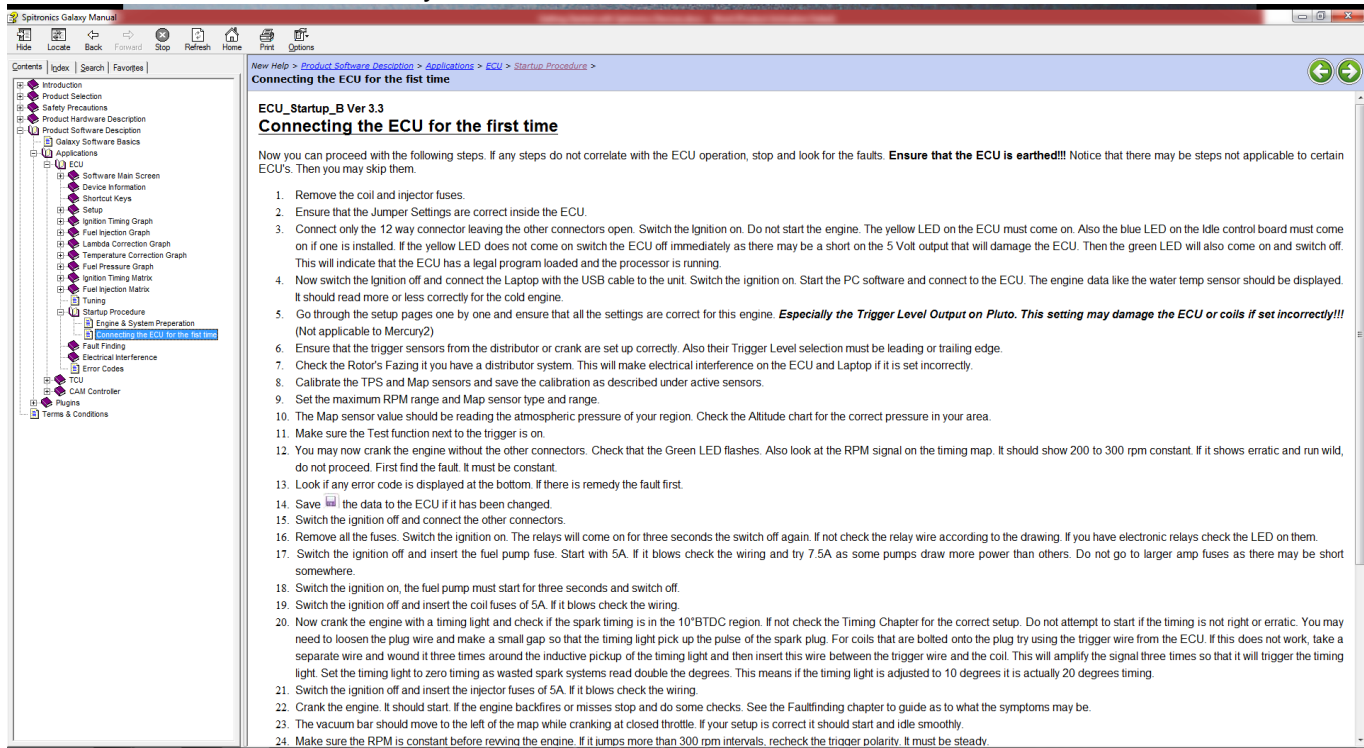 Spitronics Galaxy Manual
Hide Locate Back Forward Stop Refresh Home Print Options
Contents Index Search Favorites
Introduction
Product Selection
Safety Precautions
Product Hardware Description
Product Software Desciption
Galaxy Software Basics
Applications
ECU
Software Main Screen
Device Information
Shortcut Keys
Setup
Ignition Timing Graph
Fuel Injection Graph
Lambda Correction Graph
Temperature Correction Graph
Fuel Pressure Graph
Ignition Timing Matrix
Fuel Injection Matrix
Tuning
Startup Procedure
Engine & System Preperation
Connecting the ECU for the fist time
Fault Finding
Electrical Interference
Error Codes
TCU
CAM Controller
Plugins
Terms & Conditions
New Help > Product Software Desciption > Applications > ECU > Startup Procedure >
Connecting the ECU for the fist time
ECU_Startup_B Ver 3.3
Connecting the ECU for the first time
Now you can proceed with the following steps. If any steps do not correlate with the ECU operation, stop and look for the faults. Ensure that the ECU is earthed!!! Notice that there may be steps not applicable to certain
ECU's. Then you may skip them.
1. Remove the coil and injector fuses.
2. Ensure that the Jumper Settings are correct inside the ECU.
3. Connect only the 12 way connector leaving the other connectors open. Switch the Ignition on. Do not start the engine. The yellow LED on the ECU must come on. Also the blue LED on the Idle control board must come
on if one is installed. If the yellow LED does not come on switch the ECU off immediately as there may be a short on the 5 Volt output that will damage the ECU. Then the green LED will also come on and switch off.
This will indicate that the ECU has a legal program loaded and the processor is running.
4. Now switch the Ignition off and connect the Laptop with the USB cable to the unit. Switch the ignition on. Start the PC software and connect to the ECU. The engine data like the water temp sensor should be displayed.
It should read more or less correctly for the cold engine.
5. Go through the setup pages one by one and ensure that all the settings are correct for this engine. Especially the Trigger Level Output on Pluto. This setting may damage the ECU or coils if set incorrectly!!!
(Not applicable to Mercury2)
6. Ensure that the trigger sensors from the distributor or crank are set up correctly. Also their Trigger Level selection must be leading or trailing edge.
7. Check the Rotor's Fazing it you have a distributor system. This will make electrical interference on the ECU and Laptop if it is set incorrectly.
8. Calibrate the TPS and Map sensors and save the calibration as described under active sensors.
9. Set the maximum RPM range and Map sensor type and range.
10. The Map sensor value should be reading the atmospheric pressure of your region. Check the Altitude chart for the correct pressure in your area.
11. Make sure the Test function next to the trigger is on.
12. You may now crank the engine without the other connectors. Check that the Green LED flashes. Also look at the RPM signal on the timing map. It should show 200 to 300 rpm constant. If it shows erratic and run wild,
do not proceed. First find the fault. It must be constant.
13. Look if any error code is displayed at the bottom. If there is remedy the fault first.
14. Save the data to the ECU if it has been changed.
15. Switch the ignition off and connect the other connectors.
16. Remove all the fuses. Switch the ignition on. The relays will come on for three seconds the switch off again. If not check the relay wire according to the drawing. If you have electronic relays check the LED on them.
17. Switch the ignition off and insert the fuel pump fuse. Start with 5A. If it blows check the wiring and try 7.5A as some pumps draw more power than others. Do not go to larger amp fuses as there may be short
somewhere.
18. Switch the ignition on, the fuel pump must start for three seconds and switch off.
19. Switch the ignition off and insert the coil fuses of 5A. If it blows check the wiring.
20. Now crank the engine with a timing light and check if the spark timing is in the 10°BTDC region. If not check the Timing Chapter for the correct setup. Do not attempt to start if the timing is not right or erratic. You may
need to loosen the plug wire and make a small gap so that the timing light pick up the pulse of the spark plug. For coils that are bolted onto the plug try using the trigger wire from the ECU. If this does not work, take a
separate wire and wound it three times around the inductive pickup of the timing light and then insert this wire between the trigger wire and the coil. This will amplify the signal three times so that it will trigger the timing
light. Set the timing light to zero timing as wasted spark systems read double the degrees. This means if the timing light is adjusted to 10 degrees it is actually 20 degrees timing.
21. Switch the ignition off and insert the injector fuses of 5A. If it blows check the wiring.
22. Crank the engine. It should start. If the engine backfires or misses stop and do some checks. See the Faultfinding chapter to guide as to what the symptoms may be.
23. The vacuum bar should move to the left of the map while cranking at closed throttle. If your setup is correct it should start and idle smoothly.
24. Make sure the RPM is constant before revving the engine. If it jumps more than 300 rpm intervals, recheck the trigger polarity. It must be steady.